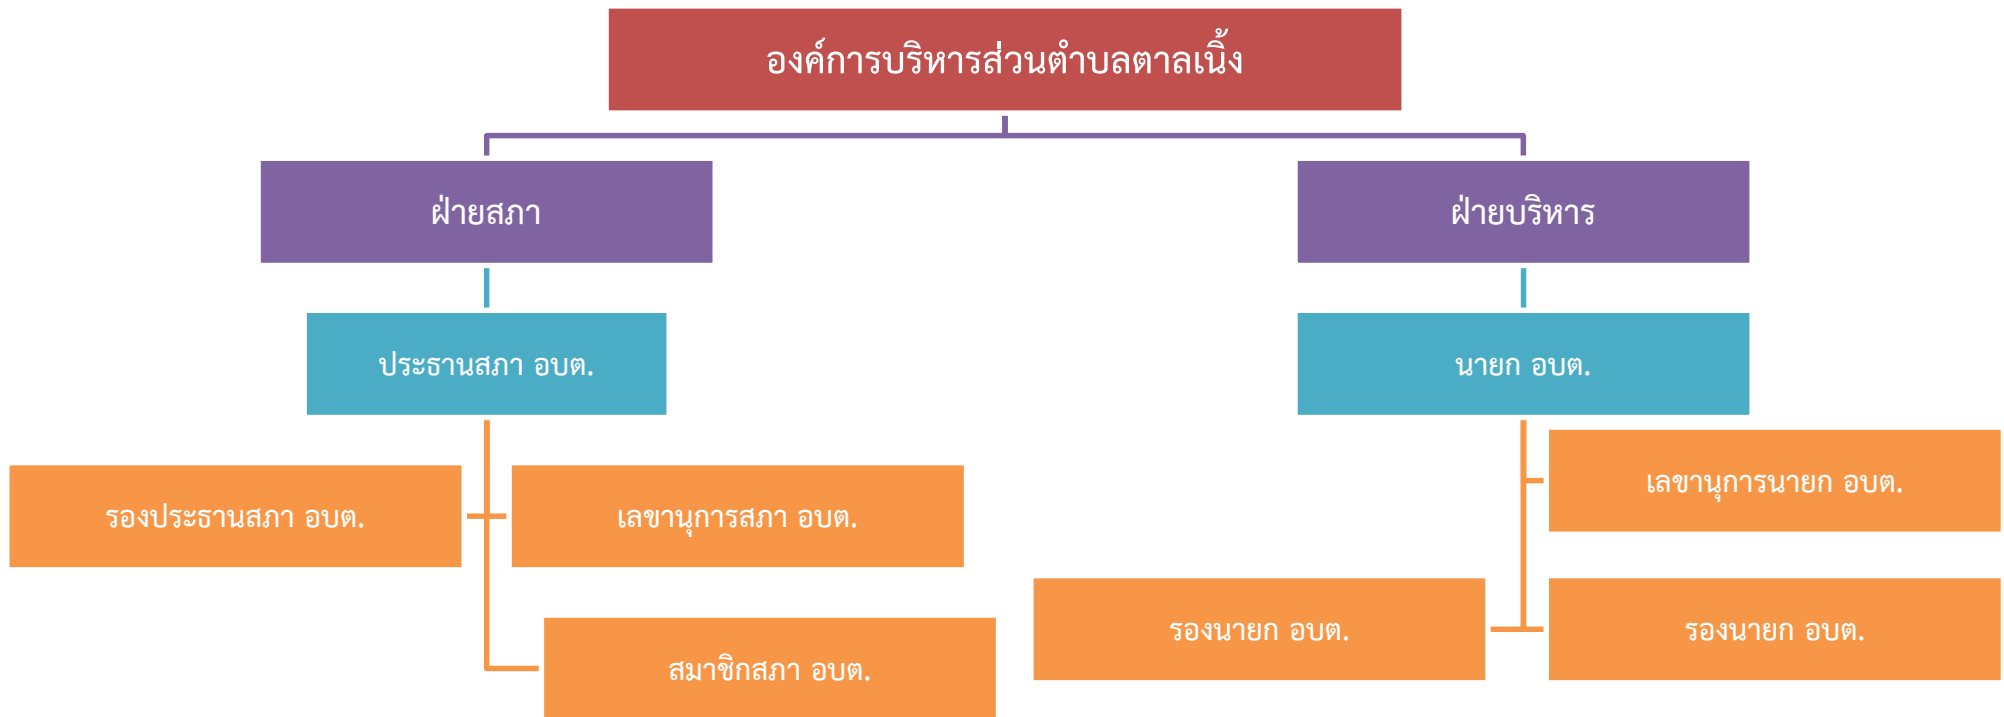 องค์การบริหารส่วนตำบลตาลเนิ้ง
ฝ่ายสภา
ฝ่ายบริหาร
ประธานสภา อบต.
นายก อบต.
รองประธานสภา อบต.
เลขานุการสภา อบต.
เลขานุการนายก อบต.
สมาชิกสภา อบต.
รองนายก อบต.
รองนายก อบต.